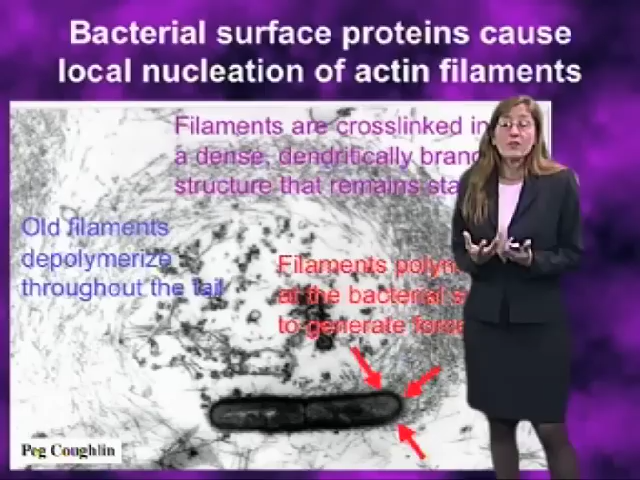 Bacterial surface proteins cause
local nucleation of actin filaments
Filaments are crosslinked in
a dense, dendritically
structure that remains
Old filaments
depolymerize
throughout the tail
Filaments
at the bacterial
to generate
Peg Coughlin